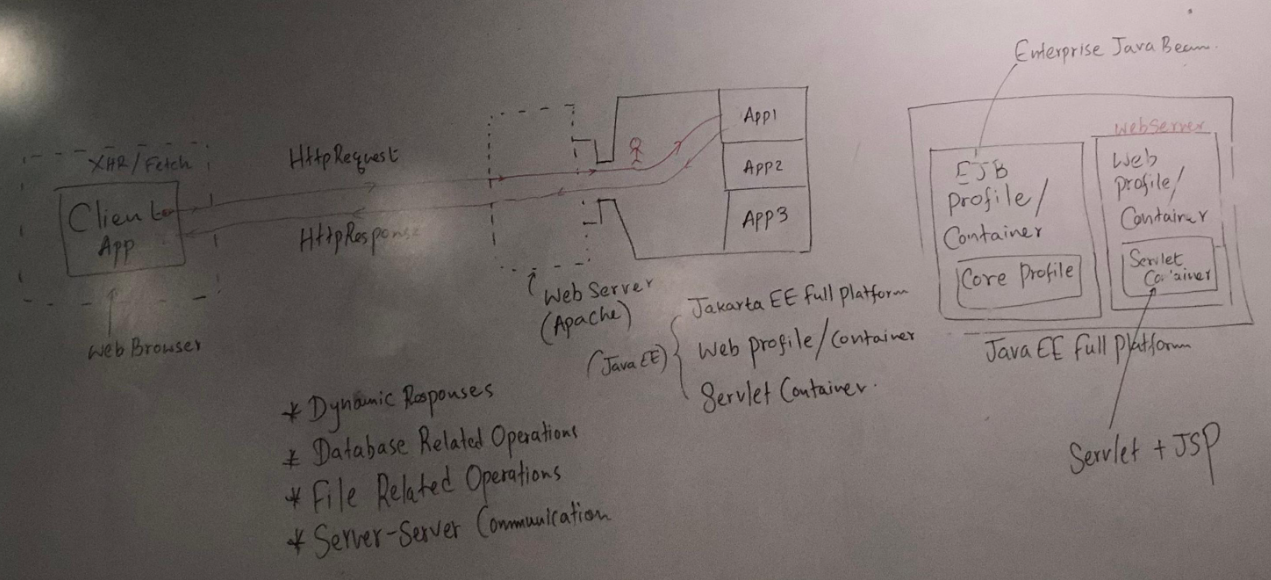 XHR/Fetch
Client
App
Web Browser
HttpRequest
HttpResponse
Web Server
(Apache)
App1
App2
App3
(Java EE)
Jakarta EE full platform
Web profile/container
Servlet Container.
* Dynamic Responses
* Database Related Operations
* File Related Operations
* Server-Server Communication
Enterprise Java Bean.
EJB
profile/
Container
Core Profile
Webserver
Web
profile/
Container
Servlet
Container
Java EE full Platform
Servlet + JSP